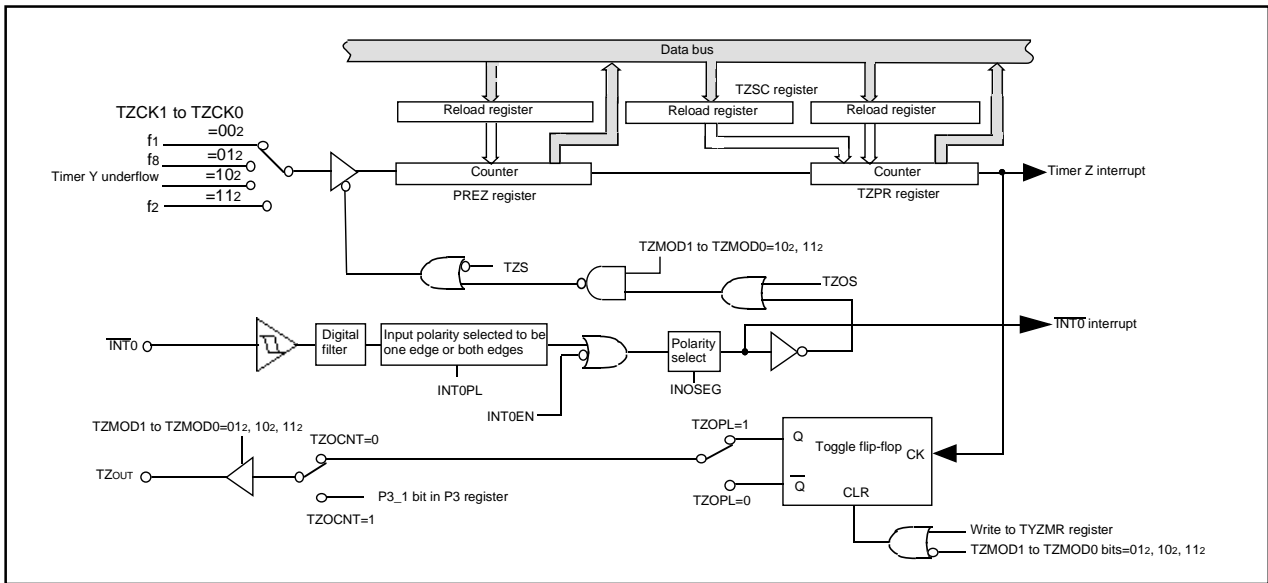 Data bus
TZSC register
Reload register
Reload register
Reload register
TZCK1 to TZCK0
=002
f1
=012
f8
Timer Y underflow
=102
=112
f2
Counter
PREZ register
Counter
TZPR register
Timer Z interrupt
TZMOD1 to TZMOD0=102, 112
TZS
TZOS
INT0
Digital
filter
Input polarity selected to be
one edge or both edges
Polarity
select
INT0 interrupt
INT0PL
INOSEG
INT0EN
TZMOD1 to TZMOD0=012, 102, 112
TZOCNT=0
TZOPL=1
Q
Toggle flip-flop
CK
TZOUT
P3_1 bit in P3 register
TZOCNT=1
TZOPL=0
Q
CLR
Write to TYZMR register
TZMOD1 to TZMOD0 bits=012, 102, 112